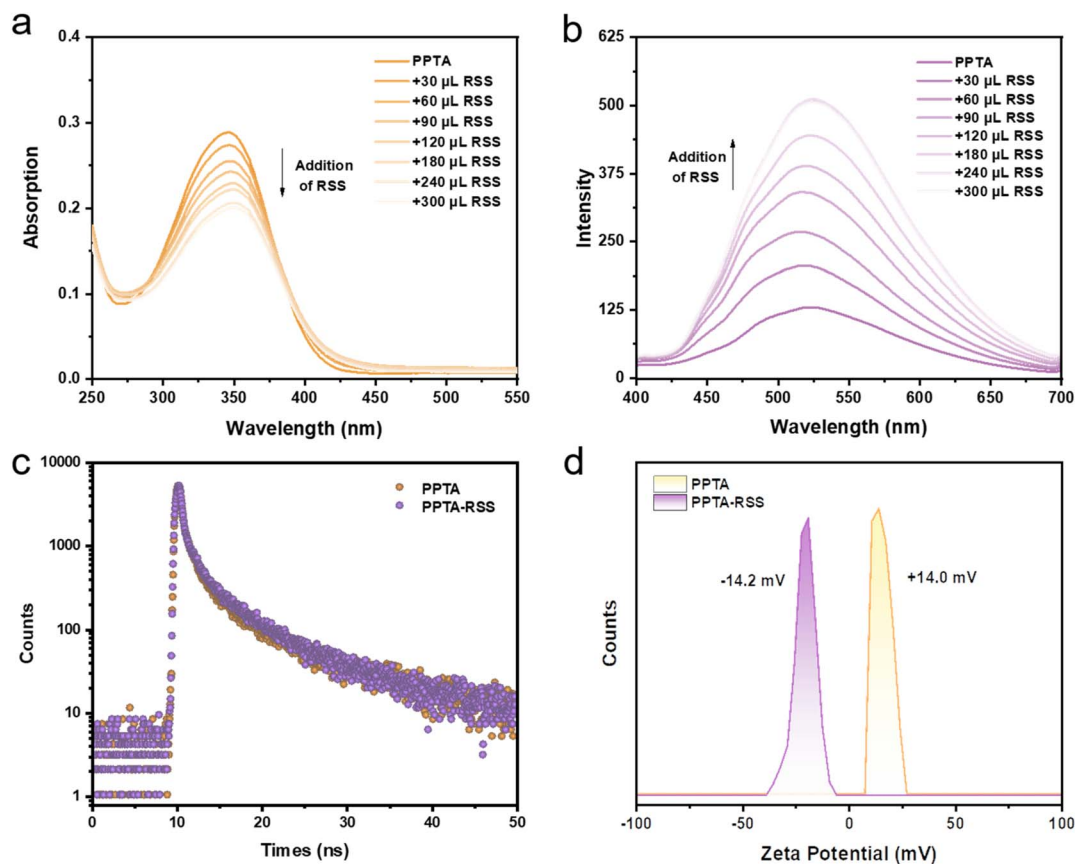 a
0.4
0.3
0.2
0.1
0.0
Absorption
250 300 350 400 450 500 550
Wavelength (nm)
PPTA
+30 μL RSS
+60 μL RSS
+90 μL RSS
+120 μL RSS
+180 μL RSS
+240 μL RSS
+300 μL RSS
Addition
of RSS
b
625
500
375
250
125
0
Intensity
400 450 500 550 600 650 700
Wavelength (nm)
PPTA
+30 μL RSS
+60 μL RSS
+90 μL RSS
+120 μL RSS
+180 μL RSS
+240 μL RSS
+300 μL RSS
Addition
of RSS
c
10000
1000
100
10
1
Counts
0 10 20 30 40 50
Times (ns)
PPTA
PPTA-RSS
d
PPTA
PPTA-RSS
-14.2 mV
+14.0 mV
Counts
-100 -50 0 50 100
Zeta Potential (mV)